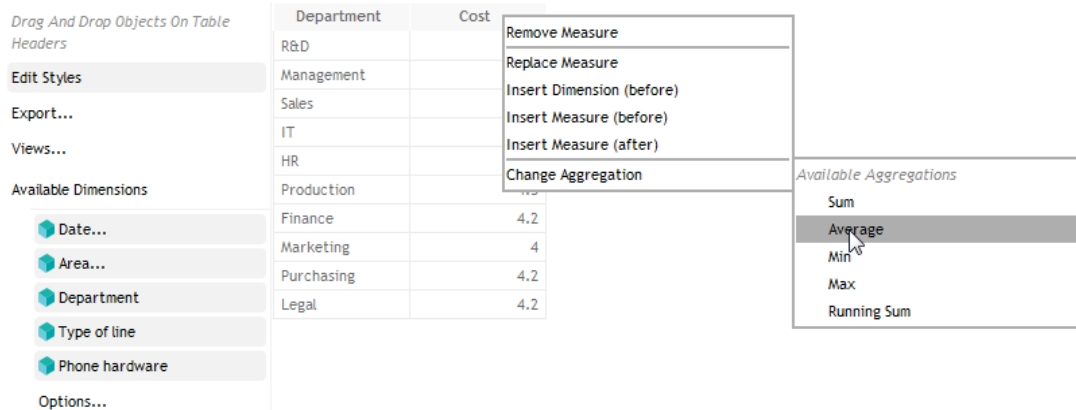 Drag And Drop Objects On Table
Headers
Edit Styles
Export...
Views...
Available Dimensions
Date...
Area...
Department
Type of line
Phone hardware
Options...
Department Cost
R&D
Management
Sales
IT
HR
Production
Finance 4.2
Marketing 4
Purchasing 4.2
Legal 4.2
Remove Measure
Replace Measure
Insert Dimension (before)
Insert Measure (before)
Insert Measure (after)
Change Aggregation
Available Aggregations
Sum
Average
Min
Max
Running Sum